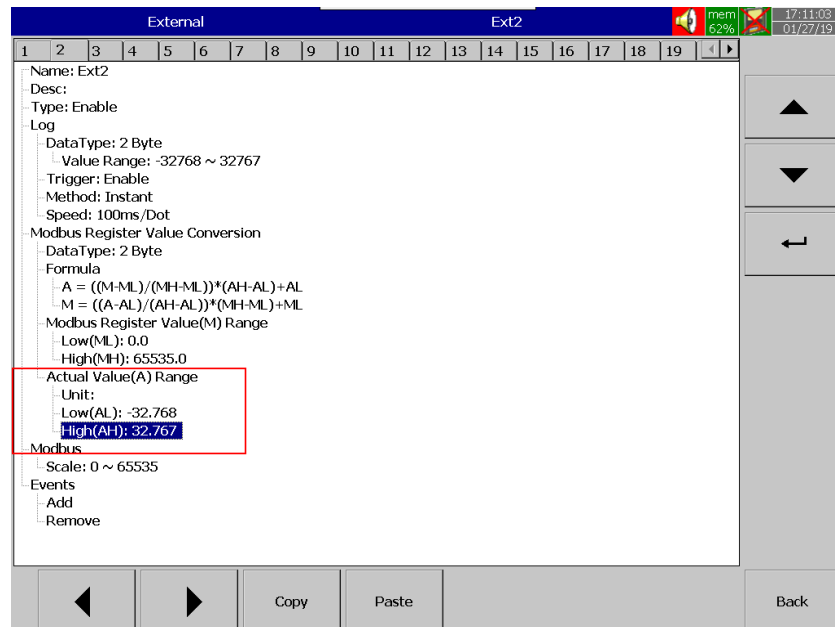 External
Ext2
mem
62%
17:11:03
01/27/19
1 2 3 4 5 6 7 8 9 10 11 12 13 14 15 16 17 18 19
Name: Ext2
Desc:
Type: Enable
Log
DataType: 2 Byte
Value Range: -32768 ~ 32767
Trigger: Enable
Method: Instant
Speed: 100ms/Dot
Modbus Register Value Conversion
DataType: 2 Byte
Formula
A = ((M-ML)/(MH-ML))*(AH-AL)+AL
M = ((A-AL)/(AH-AL))*(MH-ML)+ML
Modbus Register Value(M) Range
Low(ML): 0.0
High(MH): 65535.0
Actual Value(A) Range
Unit:
Low(AL): -32.768
High(AH): 32.767
Modbus
Scale: 0 ~ 65535
Events
Add
Remove
Copy
Paste
Back